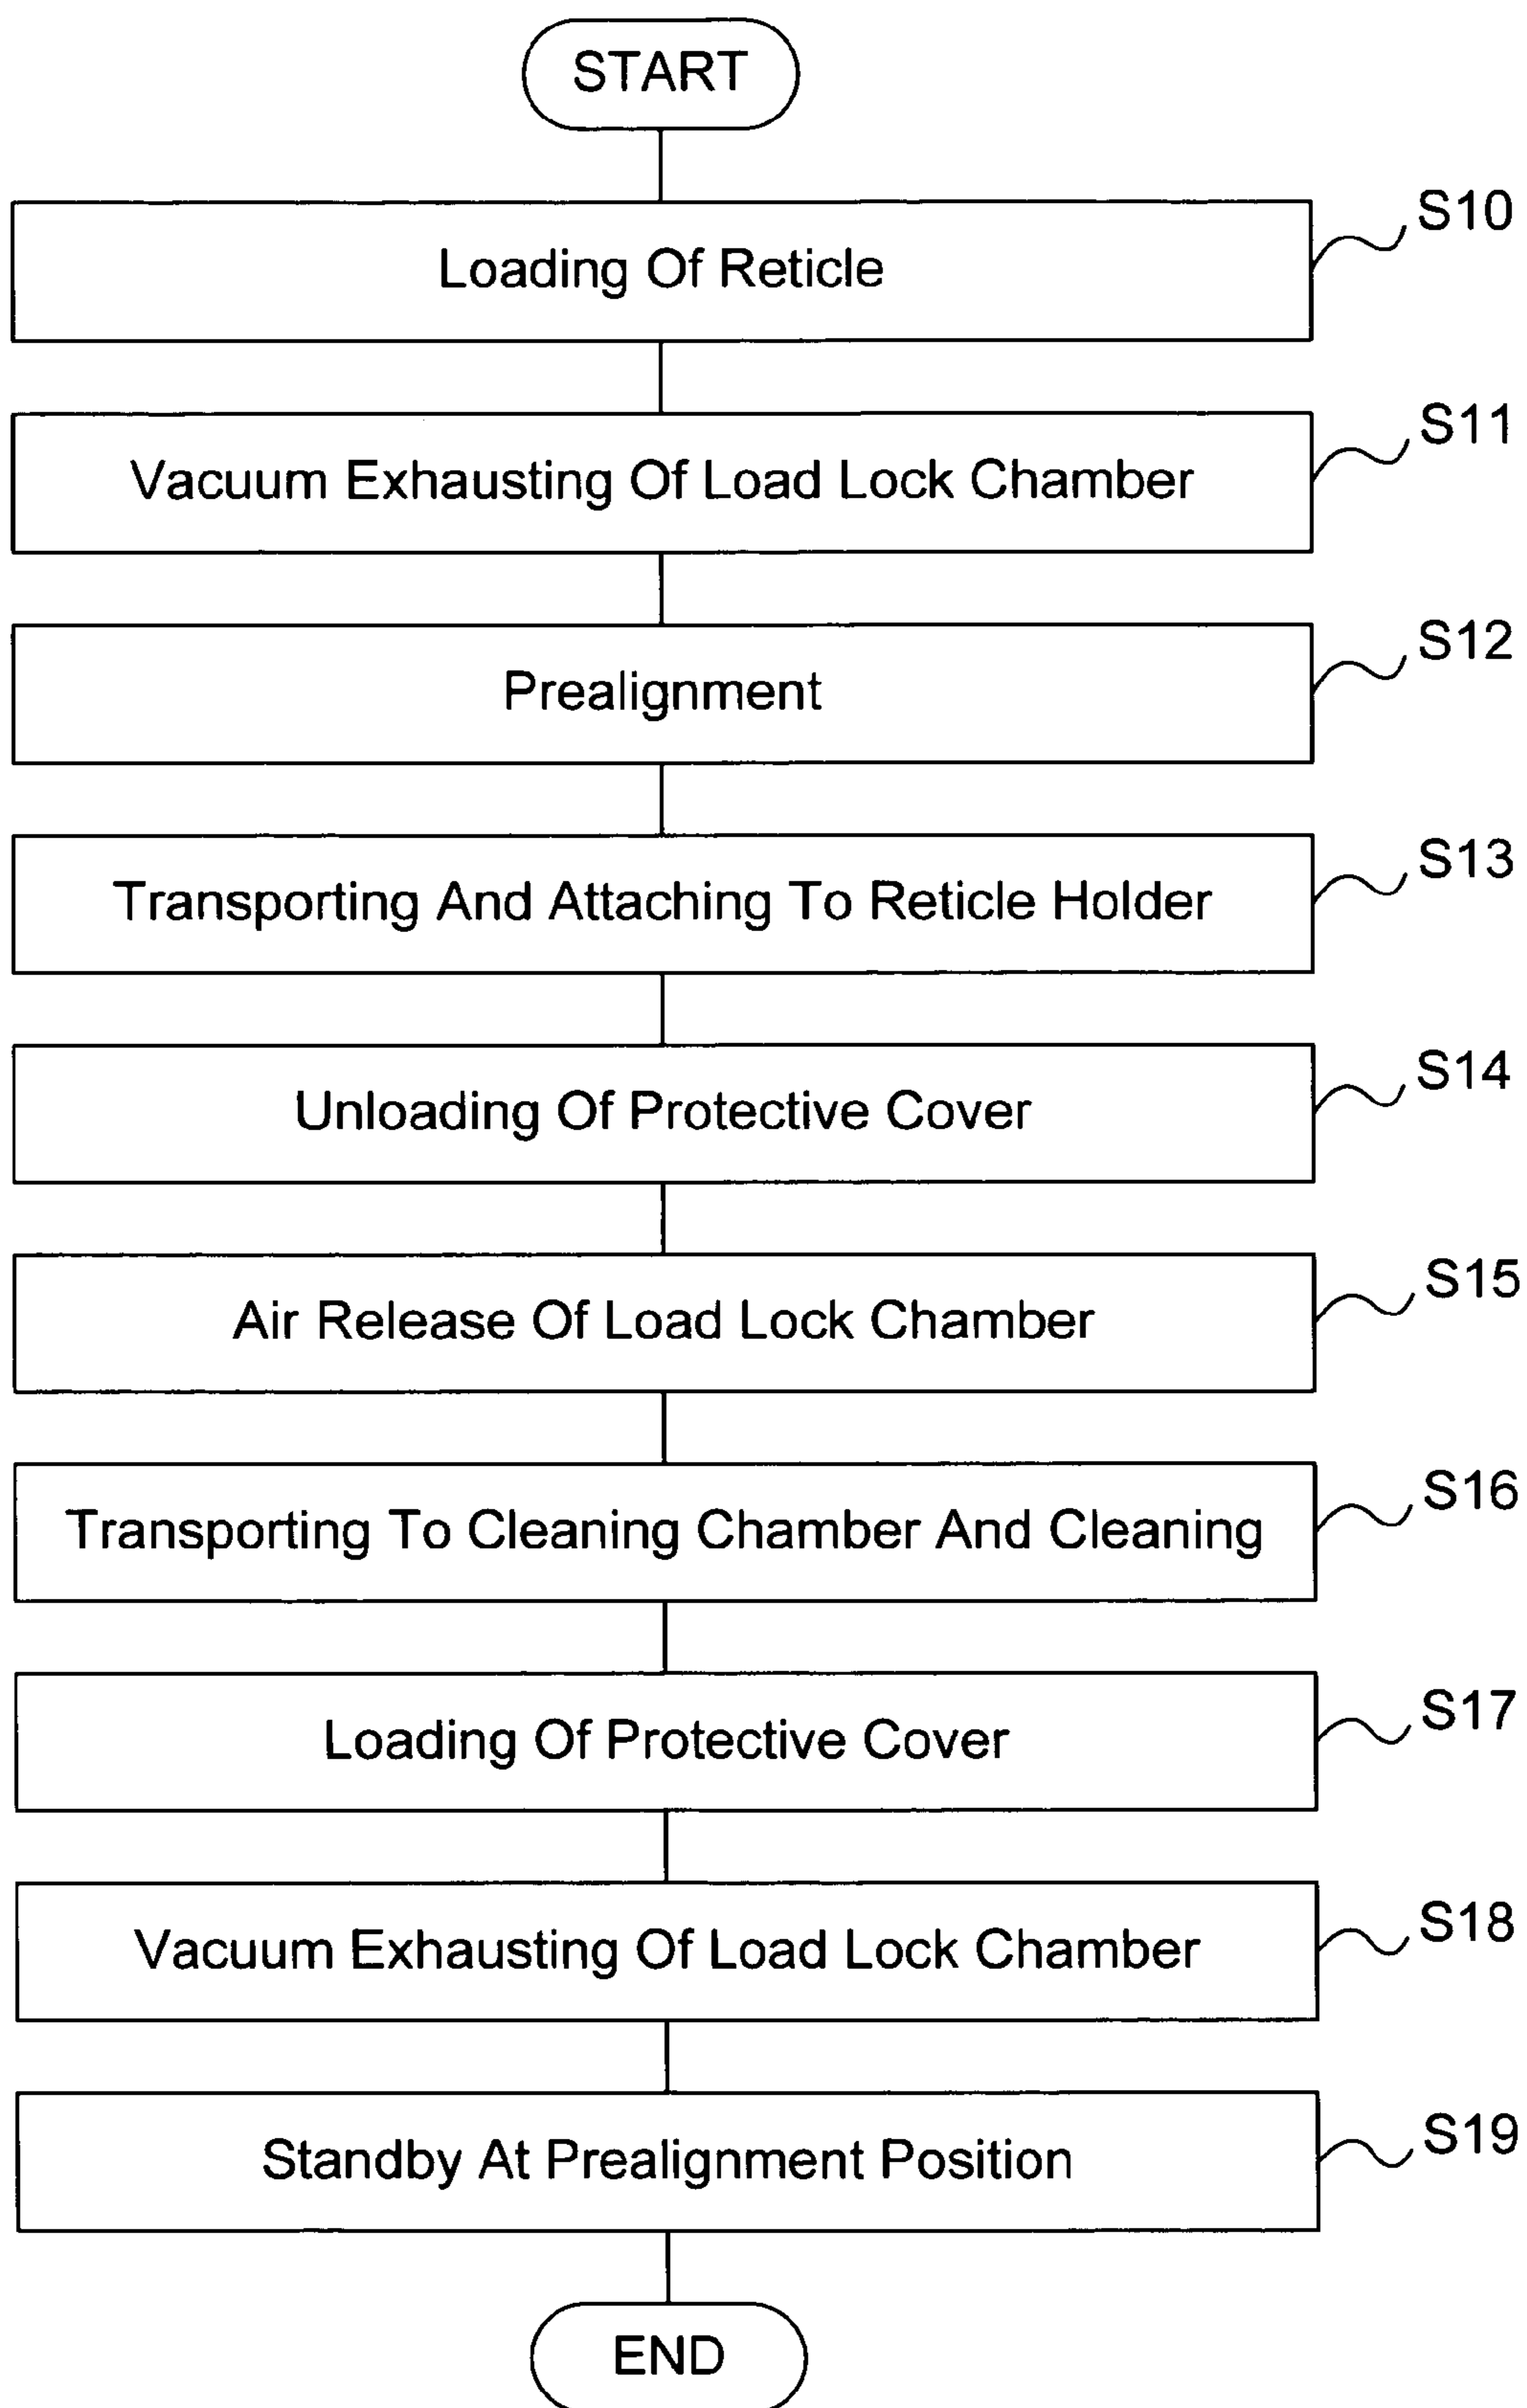 START
Loading Of Reticle
S10
Vacuum Exhausting Of Load Lock Chamber
S11
Prealignment
S12
Transporting And Attaching To Reticle Holder
S13
Unloading Of Protective Cover
S14
Air Release Of Load Lock Chamber
S15
Transporting To Cleaning Chamber And Cleaning
S16
Loading Of Protective Cover
S17
Vacuum Exhausting Of Load Lock Chamber
S18
Standby At Prealignment Position
S19
END